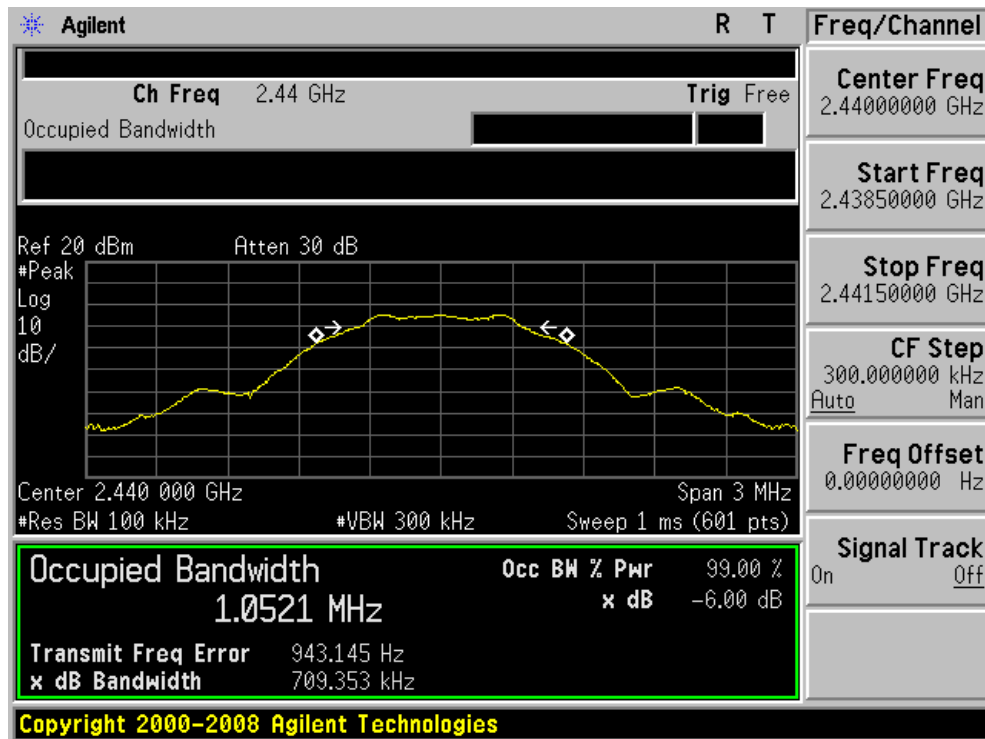 Agilent R T
Ch Freq 2.44 GHz Trig Free
Occupied Bandwidth
Ref 20 dBm Atten 30 dB
#Peak
Log
10
dB/
Center 2.440 000 GHz Span 3 MHz
#Res BW 100 kHz #VBW 300 kHz Sweep 1 ms (601 pts)
Occupied Bandwidth
1.0521 MHz
Occ BW % Pwr 99.00 %
x dB -6.00 dB
Transmit Freq Error 943.145 Hz
x dB Bandwidth 709.353 kHz
Copyright 2000-2008 Agilent Technologies
Freq/Channel
Center Freq
2.44000000 GHz
Start Freq
2.43850000 GHz
Stop Freq
2.44150000 GHz
CF Step
300.000000 kHz
Auto Man
Freq Offset
0.00000000 Hz
Signal Track
On Off